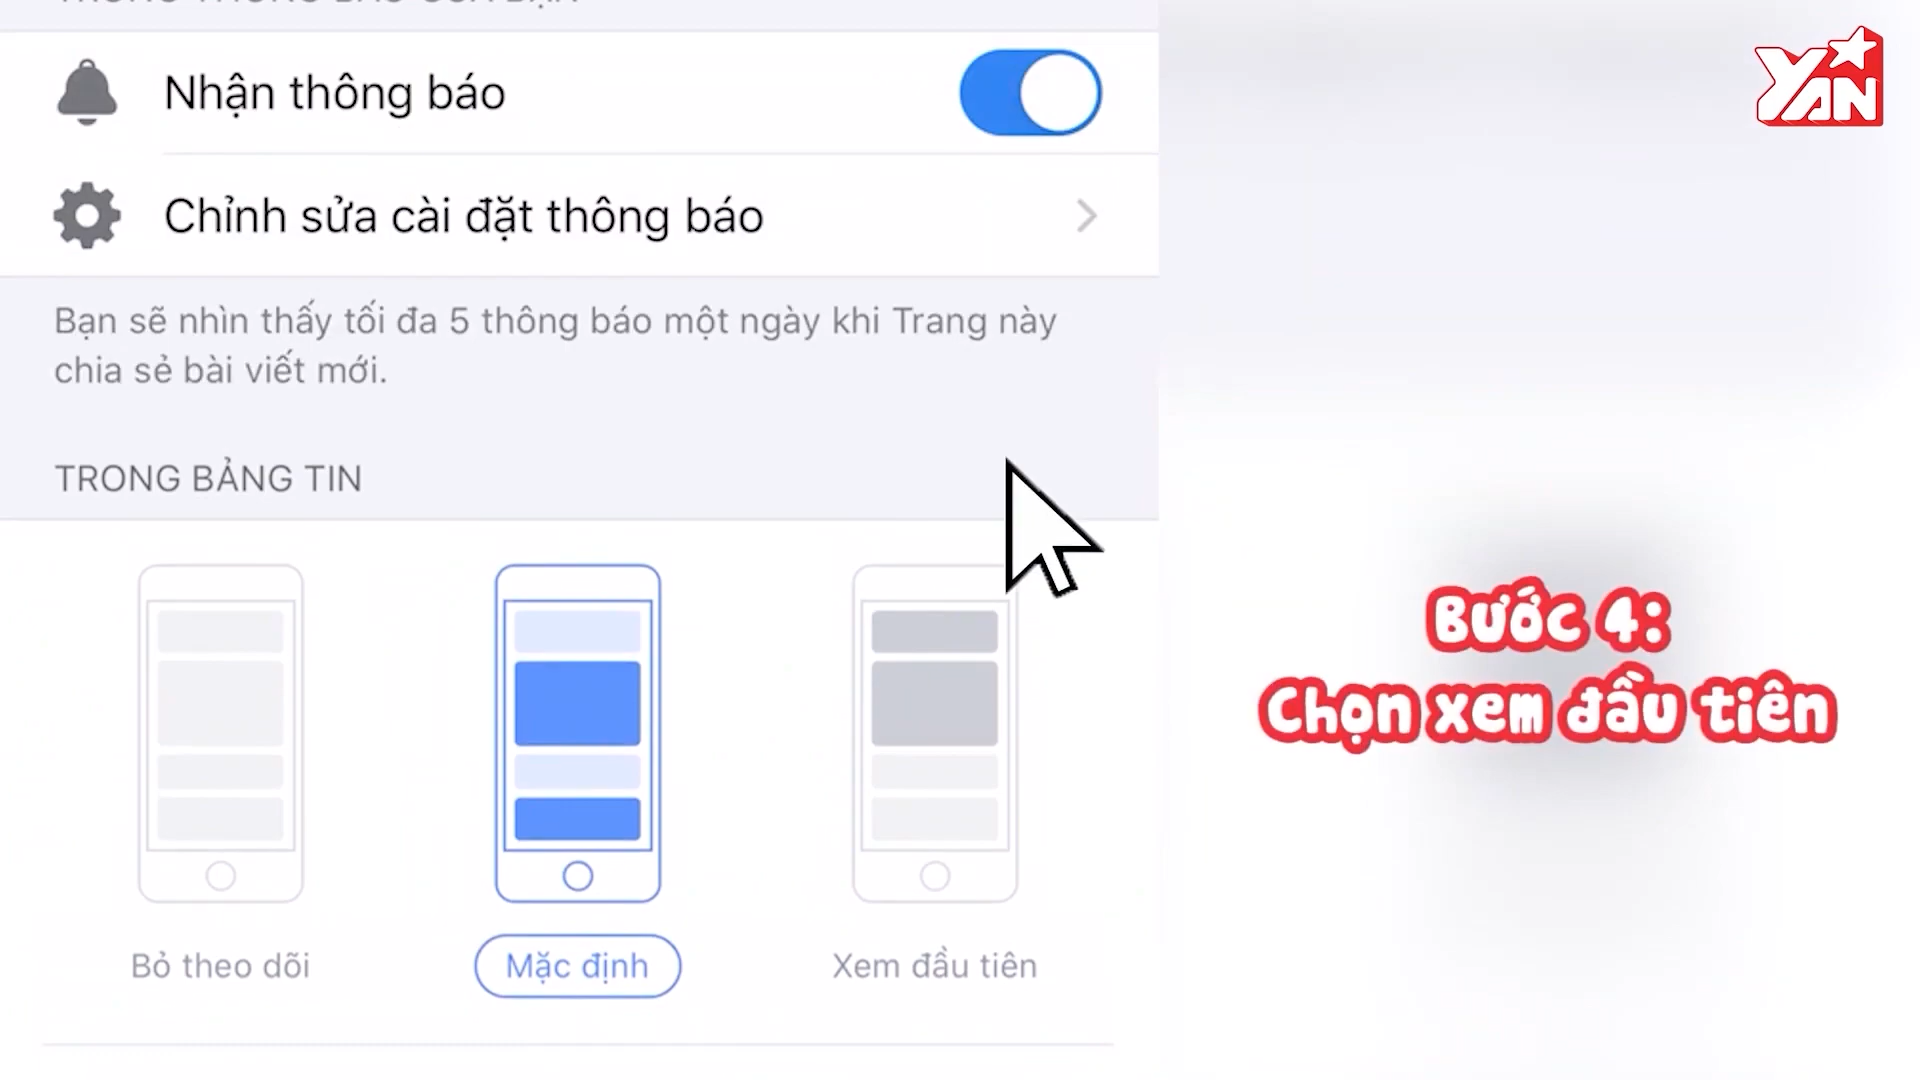 Nhận thông báo
Chỉnh sửa cài đặt thông báo
Bạn sẽ nhìn thấy tối đa 5 thông báo một ngày khi Trang này
chia sẻ bài viết mới.
TRONG BẢNG TIN
Bỏ theo dõi
Mặc định
Xem đầu tiên
YAN
Bước 4:
Chọn xem đầu tiên